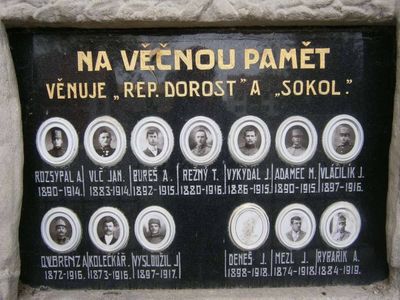 NA VĚČNOU PAMĚT
VĚNUJE „REP. DOROST" A „SOKOL".
ROZSYPAL A. VLČ JAN. BUREŠ A. REŽNÝ T. VYKYDAL J. ADAMEC M. VLÁČILÍK J.
1890-1914. 1883-1914. 1892-1915. 1880-1916. 1886-1915. 1890-1915. 1897-1916.
O.W.BRENZ A. KOLEČKÁŘ. VYSLOUŽIL J. DENEŠ J. MEZL J. RYBAŘÍK A.
1872-1916. 1873-1916. 1897-1917. 1898-1918. 1874-1918. 1884-1919.